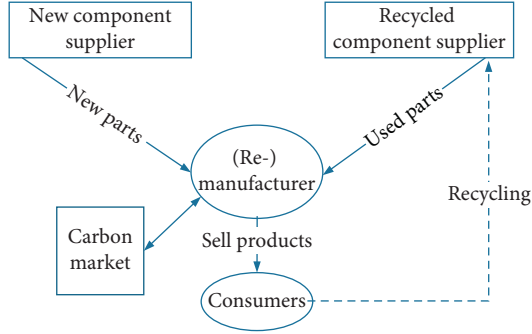 New component
supplier
Recycled
component supplier
New parts
Used parts
(Re-)
manufacturer
Recycling
Carbon
market
Sell products
Consumers